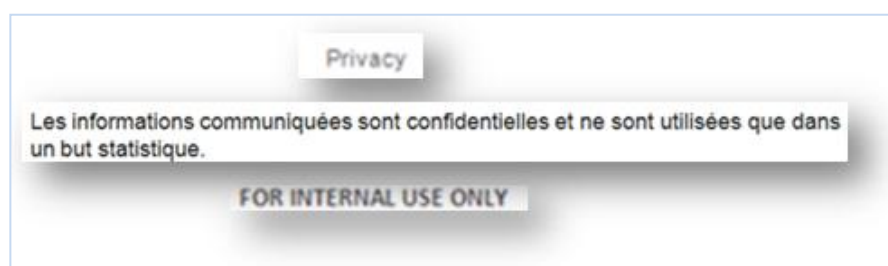 Privacy
Les informations communiquées sont confidentielles et ne sont utilisées que dans
un but statistique.
FOR INTERNAL USE ONLY